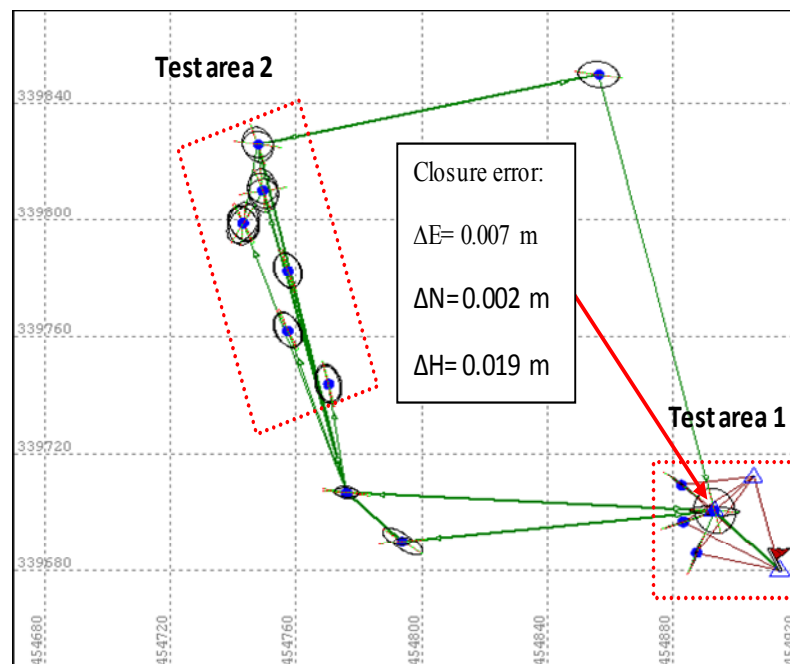 Test area 2
339840
Closure error:
ΔE= 0.007 m
339800
ΔN=0.002 m
ΔH=0.019 m
339760
Test area 1
339720
339680
454680
454720
454760
454800
454840
454880
454920